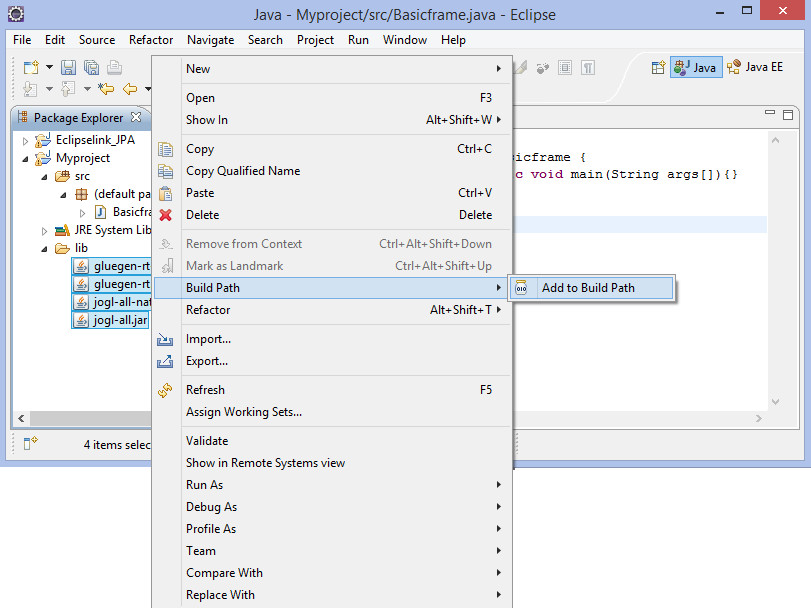 Java - Myproject/src/Basicframe.java - Eclipse
File Edit Source Refactor Navigate Search Project Run Window Help
Java Java EE
Package Explorer
Eclipselink_JPA
Myproject
src
(default pa
Basicfra
JRE System Lib
lib
gluegen-rt
gluegen-rt
jogl-all-nat
jogl-all.jar
4 items selec
New
Open F3
Show In Alt+Shift+W
Copy Ctrl+C
Copy Qualified Name
Paste Ctrl+V
Delete Delete
Remove from Context Ctrl+Alt+Shift+Down
Mark as Landmark Ctrl+Alt+Shift+Up
Build Path
Refactor Alt+Shift+T
Import...
Export...
Refresh F5
Assign Working Sets...
Validate
Show in Remote Systems view
Run As
Debug As
Profile As
Team
Compare With
Replace With
Add to Build Path
icframe {
c void main(String args[]){}